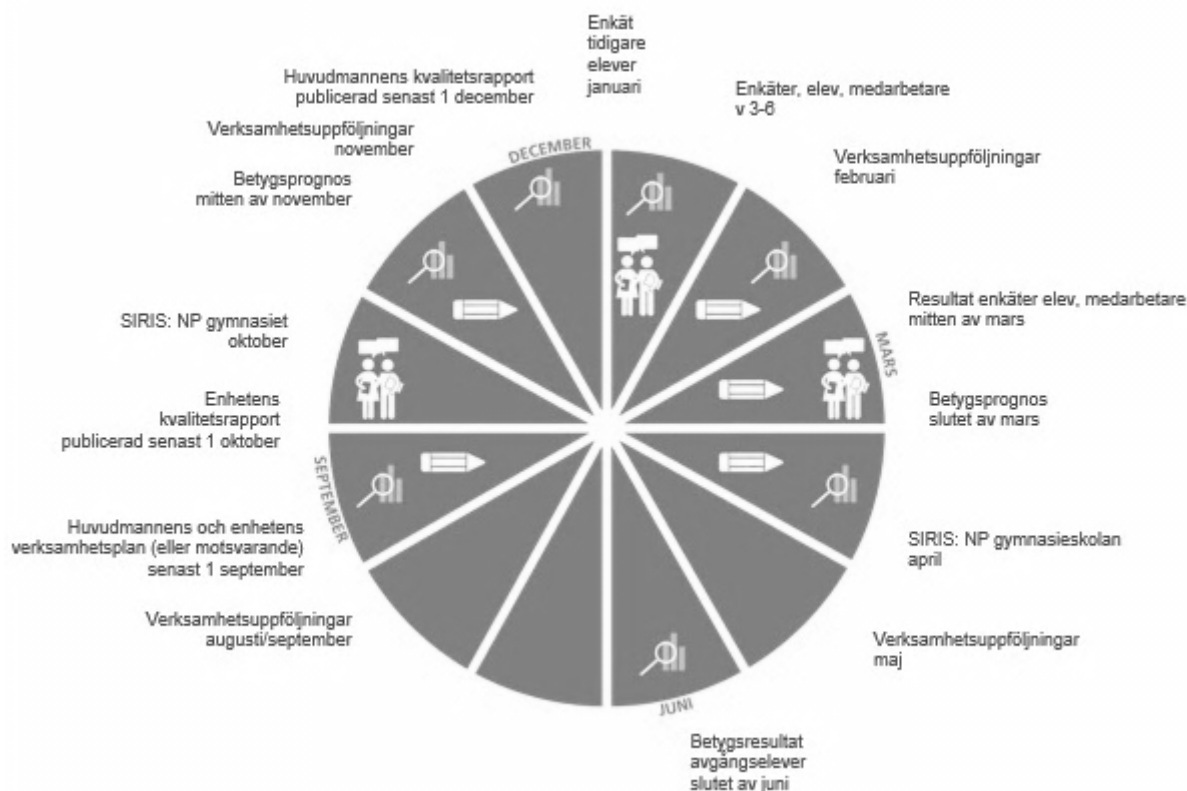 Enkät
tidigare
elever
januari
Enkäter, elev, medarbetare
v 3-6
Verksamhetsuppföljningar
februari
Resultat enkäter elev, medarbetare
mitten av mars
MARS
Betygsprognos
slutet av mars
SIRIS: NP gymnasieskolan
april
Verksamhetsuppföljningar
maj
JUNI
Betygsresultat
avgångselever
slutet av juni
Verksamhetsuppföljningar
augusti/september
Huvudmannens och enhetens
verksamhetsplan (eller motsvarande)
senast 1 september
SEPTEMBER
Enhetens
kvalitetsrapport
publicerad senast 1 oktober
SIRIS: NP gymnasiet
oktober
Betygsprognos
mitten av november
Verksamhetsuppföljningar
november
Huvudmannens kvalitetsrapport
publicerad senast 1 december
DECEMBER